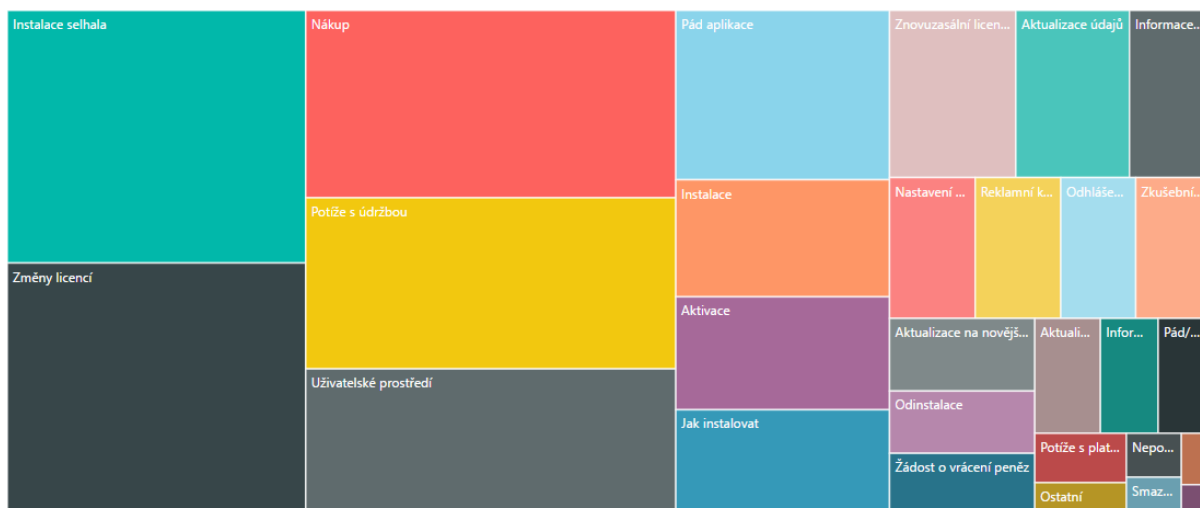 Instalace selhala
Změny licencí
Nákup
Potíže s údržbou
Uživatelské prostředí
Pád aplikace
Instalace
Aktivace
Jak instalovat
Znovuzasální licen...
Aktualizace údajů
Informace...
Nastavení ...
Reklamní k...
Odhláše...
Zkušební...
Aktualizace na novějš...
Odinstalace
Žádost o vrácení peněz
Aktuali...
Infor...
Pád/...
Potíže s plat...
Ostatní
Nepo...
Smaz...